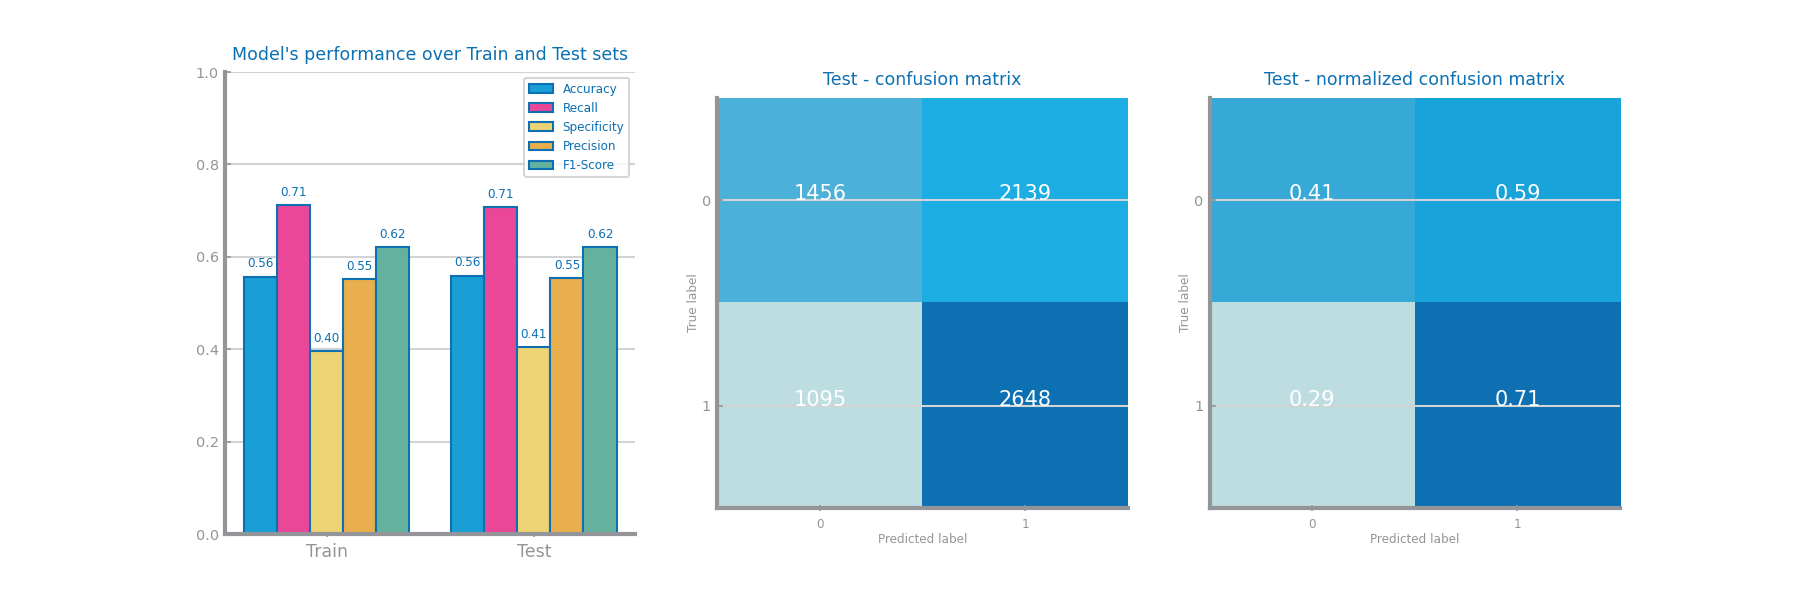 Model's performance over Train and Test sets
1.0
0.8
0.6
0.4
0.2
0.0
Accuracy
Recall
Specificity
Precision
F1-Score
0.56
0.71
0.40
0.55
0.62
0.56
0.71
0.41
0.55
0.62
Train
Test
Test - confusion matrix
True label
0
1
1456
2139
1095
2648
0
1
Predicted label
Test - normalized confusion matrix
True label
0
1
0.41
0.59
0.29
0.71
0
1
Predicted label